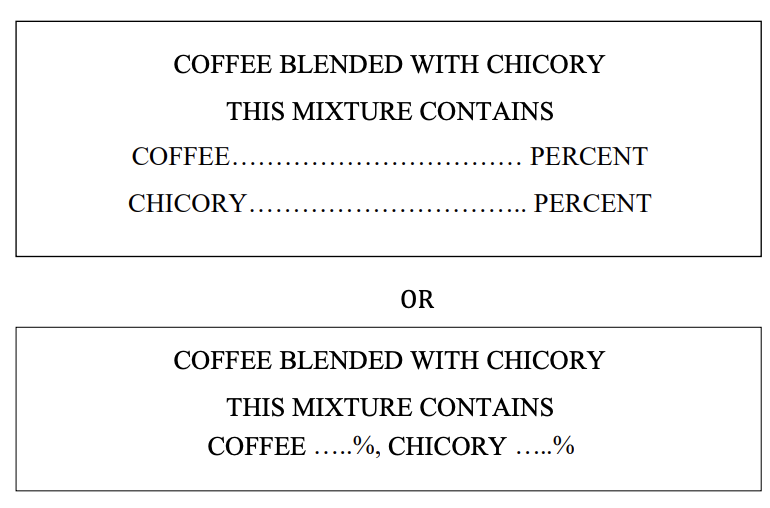 COFFEE BLENDED WITH CHICORY
THIS MIXTURE CONTAINS
COFFEE…………………………… PERCENT
CHICORY………………………….. PERCENT
OR
COFFEE BLENDED WITH CHICORY
THIS MIXTURE CONTAINS
COFFEE …..%, CHICORY …..%